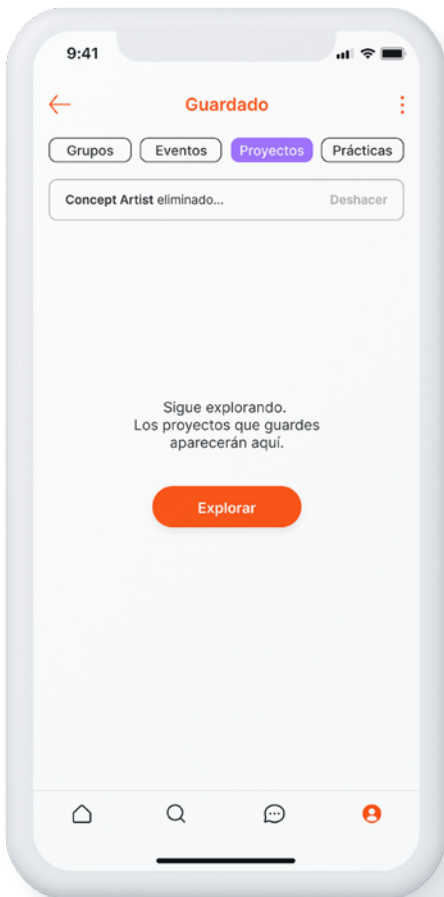 9:41
Guardado
Grupos Eventos Proyectos Prácticas
Concept Artist eliminado... Deshacer
Sigue explorando.
Los proyectos que guardes
aparecerán aquí.
Explorar